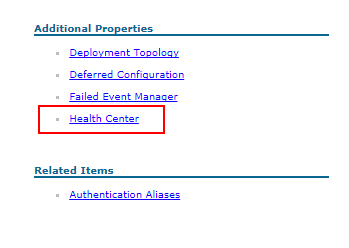 Additional Properties
Deployment Topology
Deferred Configuration
Failed Event Manager
Health Center
Related Items
Authentication Aliases